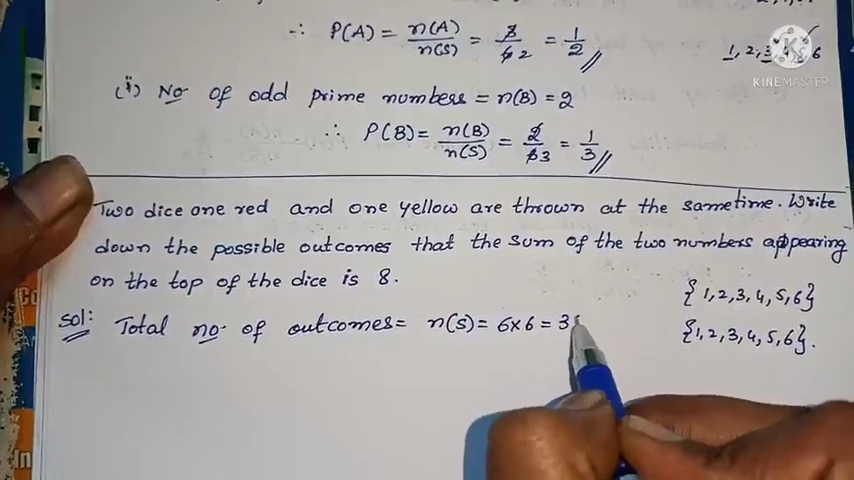 ∴ P(A) = n(A)/n(S) = 3/6 2 = 1/2
1, 2, 3, 4, 5, 6
KINEMASTER
(ii) No. of odd prime numbers = n(B) = 2
∴ P(B) = n(B)/n(S) = 2/6 3 = 1/3
Two dice one red and one yellow are thrown at the sametime. Write
down the possible outcomes that the sum of the two numbers appearing
on the top of the dice is 8.
{1,2,3,4,5,6}
Sol: Total no. of outcomes = n(S) = 6×6 = 3
{1,2,3,4,5,6}.